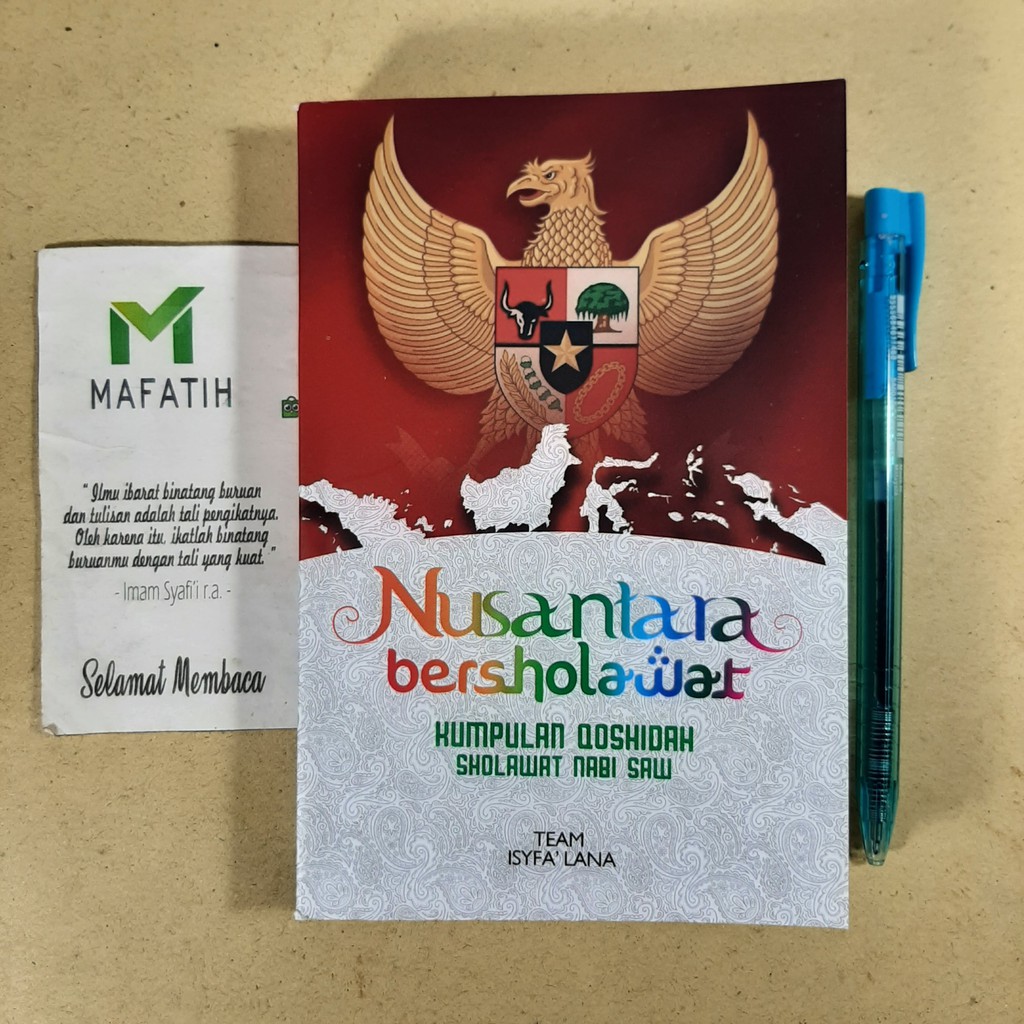 MAFATIH
" Ilmu ibarat binatang buruan
dan tulisan adalah tali pengikatnya.
Oleh karena itu, ikatlah binatang
buruanmu dengan tali yang kuat. "
- Imam Syafi'i r.a. -
Selamat Membaca
Nusantara
bersholawat
KUMPULAN QOSHIDAH
SHOLAWAT NABI SAW
TEAM
ISYFA' LANA